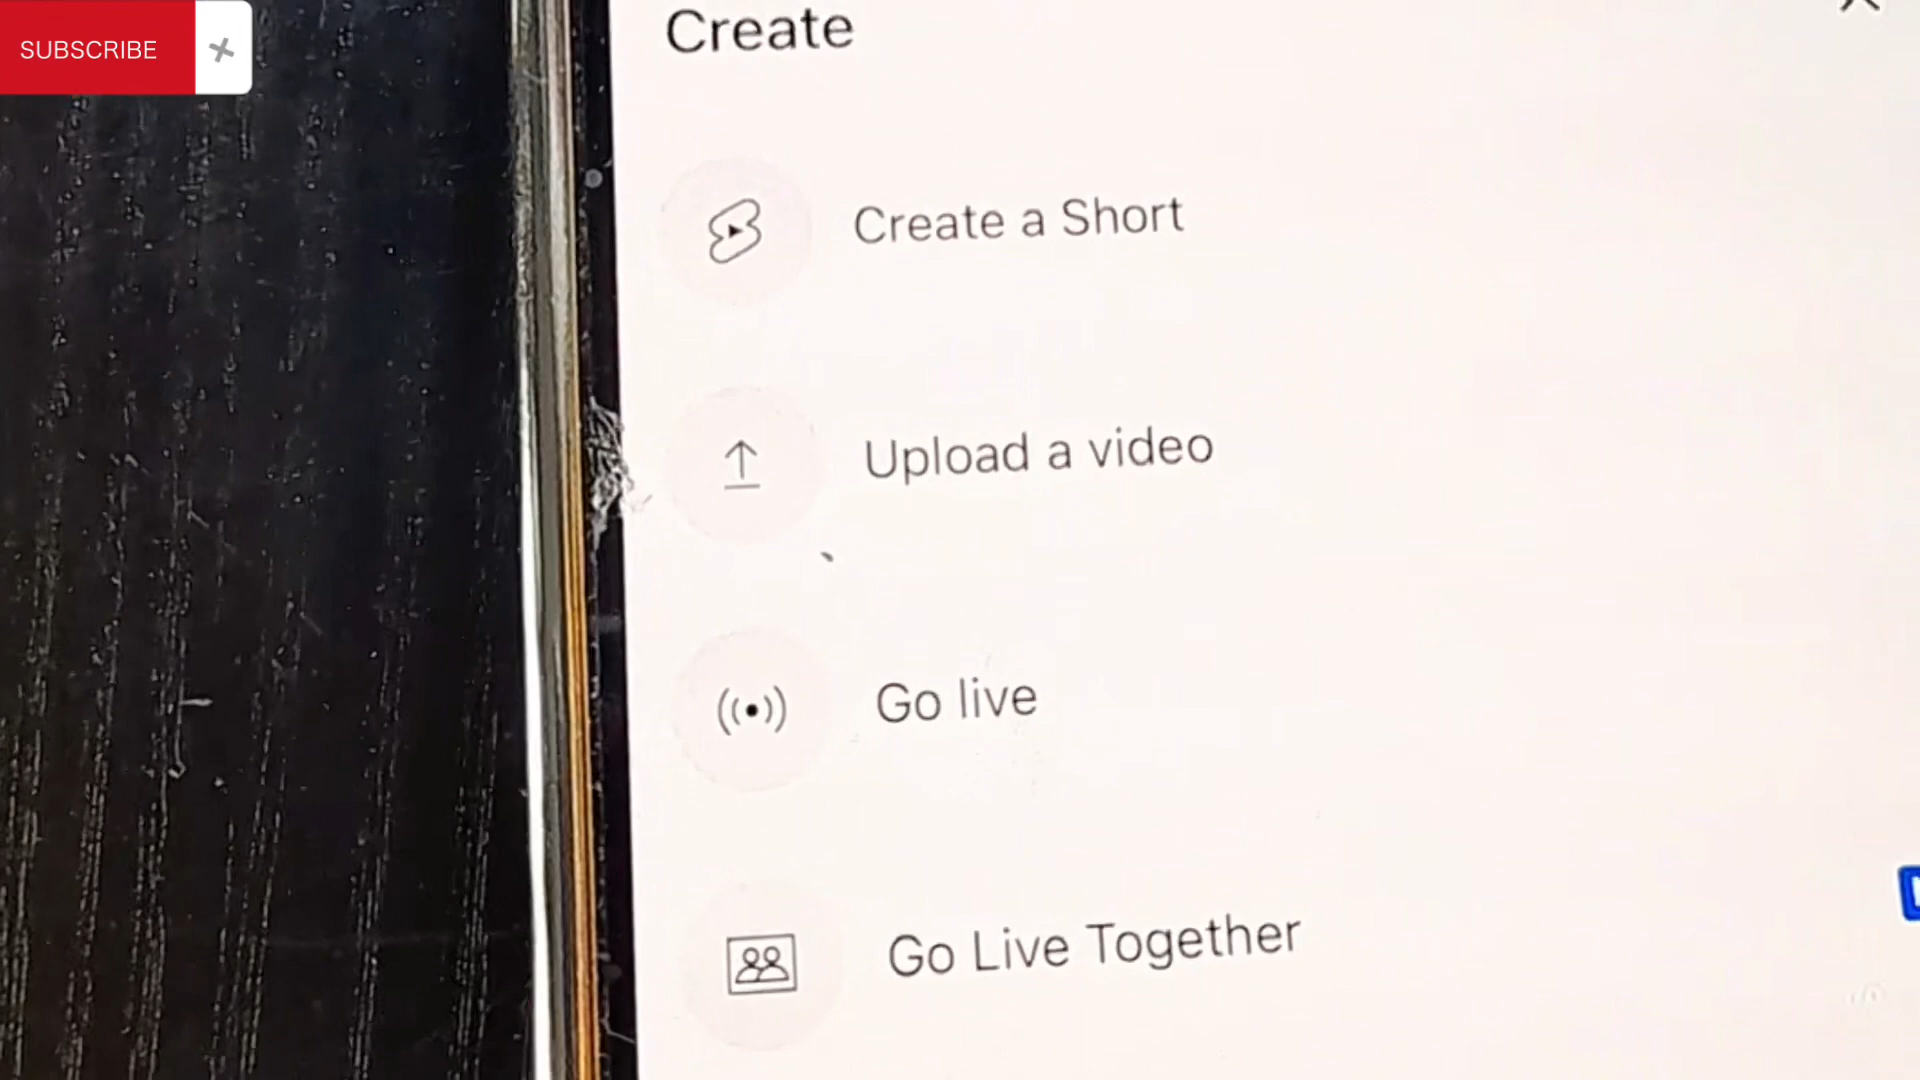 SUBSCRIBE
Create
Create a Short
Upload a video
Go live
Go Live Together